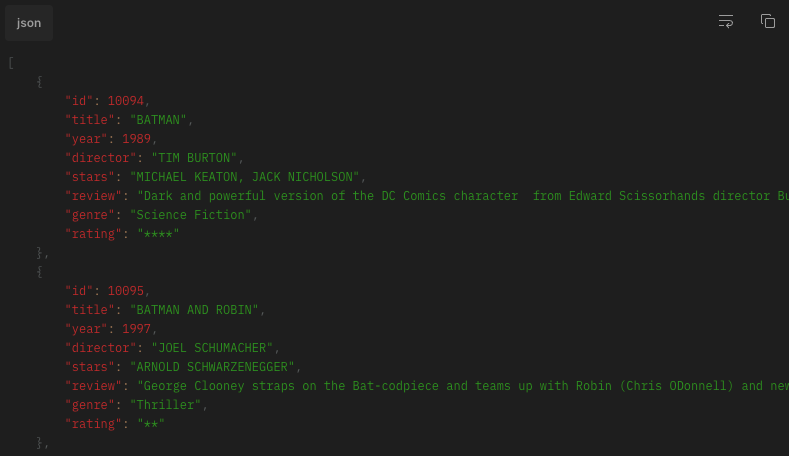 json
[
{
"id": 10094,
"title": "BATMAN",
"year": 1989,
"director": "TIM BURTON",
"stars": "MICHAEL KEATON, JACK NICHOLSON",
"review": "Dark and powerful version of the DC Comics character  from Edward Scissorhands director
"genre": "Science Fiction",
"rating": "****"
},
{
"id": 10095,
"title": "BATMAN AND ROBIN",
"year": 1997,
"director": "JOEL SCHUMACHER",
"stars": "ARNOLD SCHWARZENEGGER",
"review": "George Clooney straps on the Bat-codpiece and teams up with Robin (Chris ODonnell) and new
"genre": "Thriller",
"rating": "**"
},